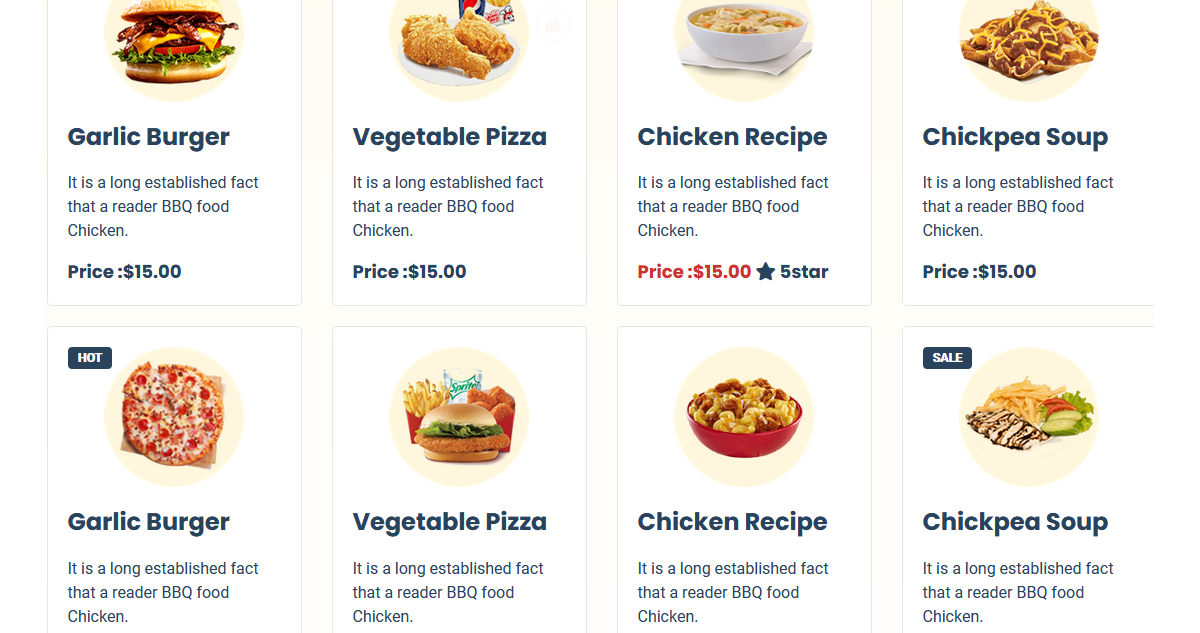 Garlic Burger
It is a long established fact
that a reader BBQ food
Chicken.
Price :$15.00
Vegetable Pizza
It is a long established fact
that a reader BBQ food
Chicken.
Price :$15.00
Chicken Recipe
It is a long established fact
that a reader BBQ food
Chicken.
Price :$15.00 5star
Chickpea Soup
It is a long established fact
that a reader BBQ food
Chicken.
Price :$15.00
HOT
Garlic Burger
It is a long established fact
that a reader BBQ food
Chicken.
Sprite
Vegetable Pizza
It is a long established fact
that a reader BBQ food
Chicken.
Chicken Recipe
It is a long established fact
that a reader BBQ food
Chicken.
SALE
Chickpea Soup
It is a long established fact
that a reader BBQ food
Chicken.